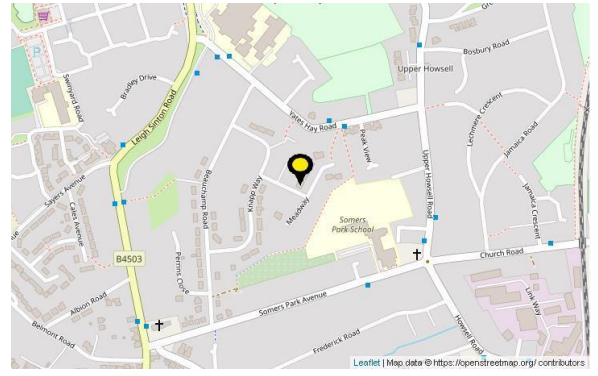 Bosbury Road
Upper Howsell
Bradley Drive
Swinyard Road
Leigh Sinton Road
Yates Hay Road
Peak View
Lechmere Crescent
Jamaica Road
Jamaica Crescent
Sayers Avenue
Cales Avenue
Beauchamp Road
Knapp Way
Meadway
Upper Howsell Road
Somers
Park School
Perrins Close
B4503
Church Road
Somers Park Avenue
Albion Road
Belmont Road
Frederick Road
Howsell Road
Link Way
Leaflet | Map data © https://openstreetmap.org/ contributors